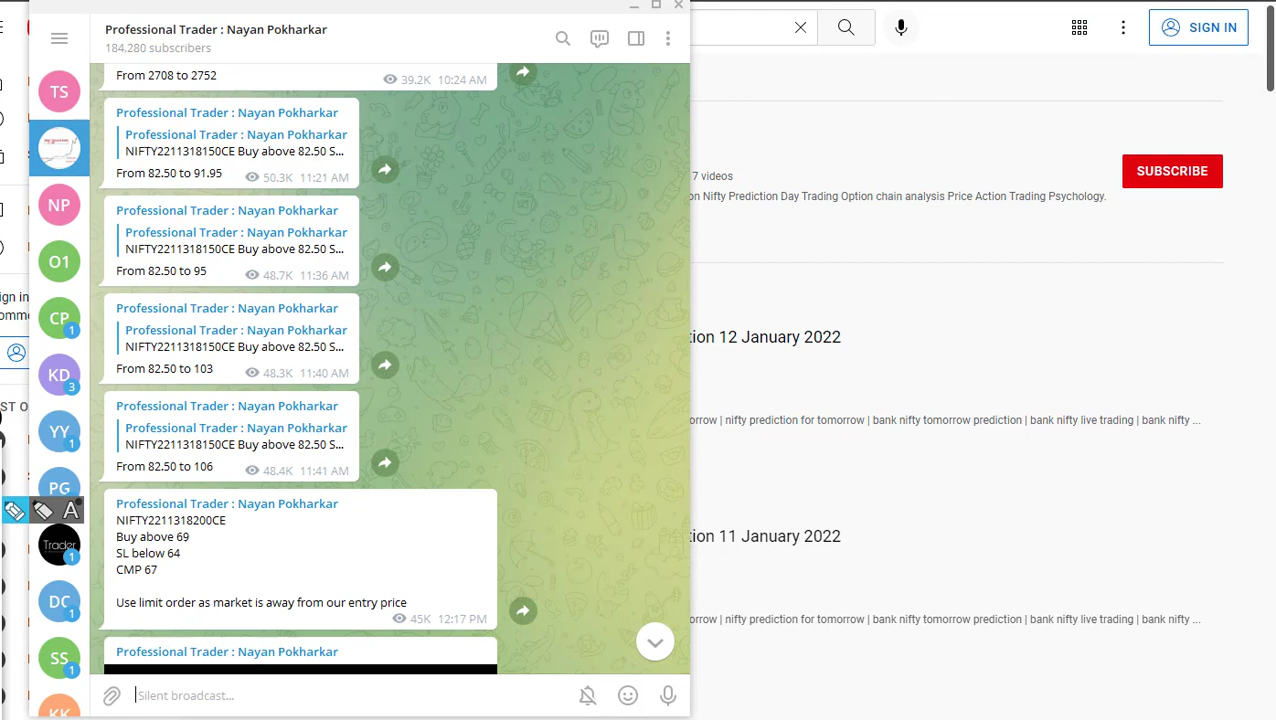 Professional Trader : Nayan Pokharkar
184,280 subscribers
From 2708 to 2752
39.2K 10:24 AM
Professional Trader : Nayan Pokharkar
Professional Trader : Nayan Pokharkar
NIFTY2211318150CE Buy above 82.50 S...
From 82.50 to 91.95
50.3K 11:21 AM
Professional Trader : Nayan Pokharkar
Professional Trader : Nayan Pokharkar
NIFTY2211318150CE Buy above 82.50 S...
From 82.50 to 95
48.7K 11:36 AM
Professional Trader : Nayan Pokharkar
Professional Trader : Nayan Pokharkar
NIFTY2211318150CE Buy above 82.50 S...
From 82.50 to 103
48.3K 11:40 AM
Professional Trader : Nayan Pokharkar
Professional Trader : Nayan Pokharkar
NIFTY2211318150CE Buy above 82.50 S...
From 82.50 to 106
48.4K 11:41 AM
Professional Trader : Nayan Pokharkar
NIFTY2211318200CE
Buy above 69
SL below 64
CMP 67
Use limit order as market is away from our entry price
45K 12:17 PM
Professional Trader : Nayan Pokharkar
Silent broadcast...
TS
NP
O1
CP
1
KD
3
YY
1
PG
A
Trader
1
DC
1
SS
1
KK
ign in
omme
ST O
SIGN IN
7 videos
SUBSCRIBE
on Nifty Prediction Day Trading Option chain analysis Price Action Trading Psychology.
tion 12 January 2022
orrow | nifty prediction for tomorrow | bank nifty tomorrow prediction | bank nifty live trading | bank nifty ...
tion 11 January 2022
orrow | nifty prediction for tomorrow | bank nifty tomorrow prediction | bank nifty live trading | bank nifty ...